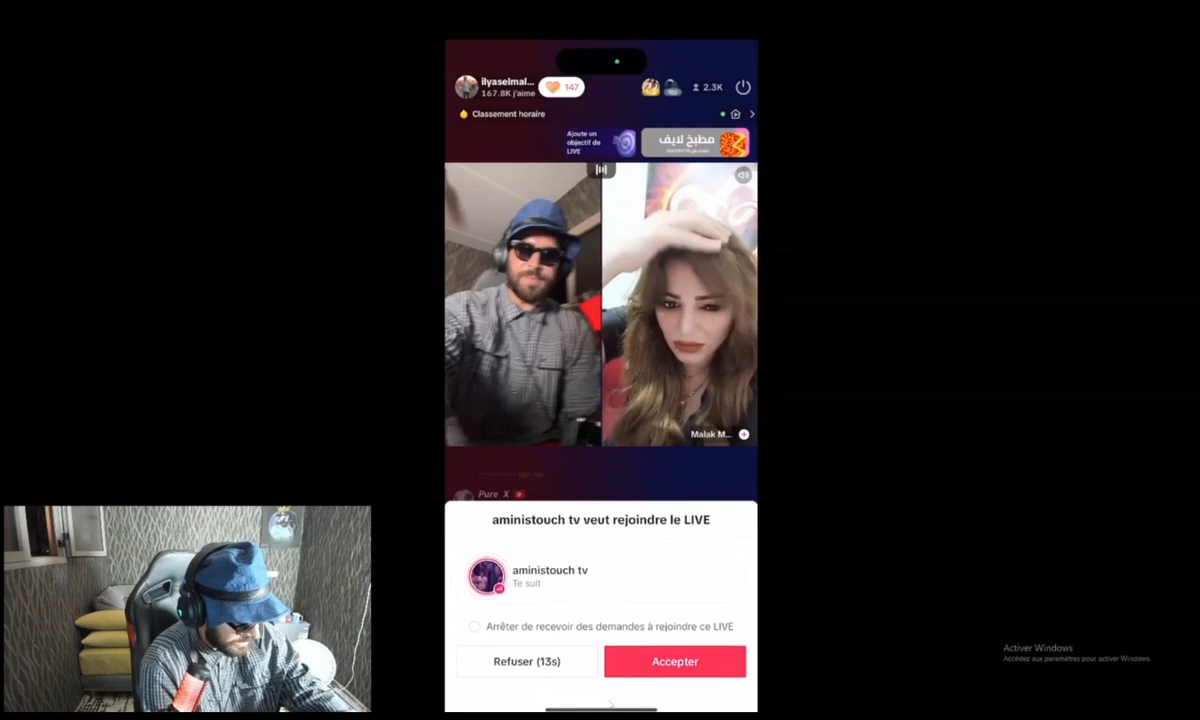 ilyaselmal...
147
2.3K
167.8K j'aime
Classement horaire
Ajoute un
objectif de
LIVE
مطبخ لايف
Malak M...
Pure X
aministouch tv veut rejoindre le LIVE
aministouch tv
Te suit
Arrêter de recevoir des demandes à rejoindre ce LIVE
Refuser (13s)
Accepter
Activer Windows
Accédez aux paramètres pour activer Windows.